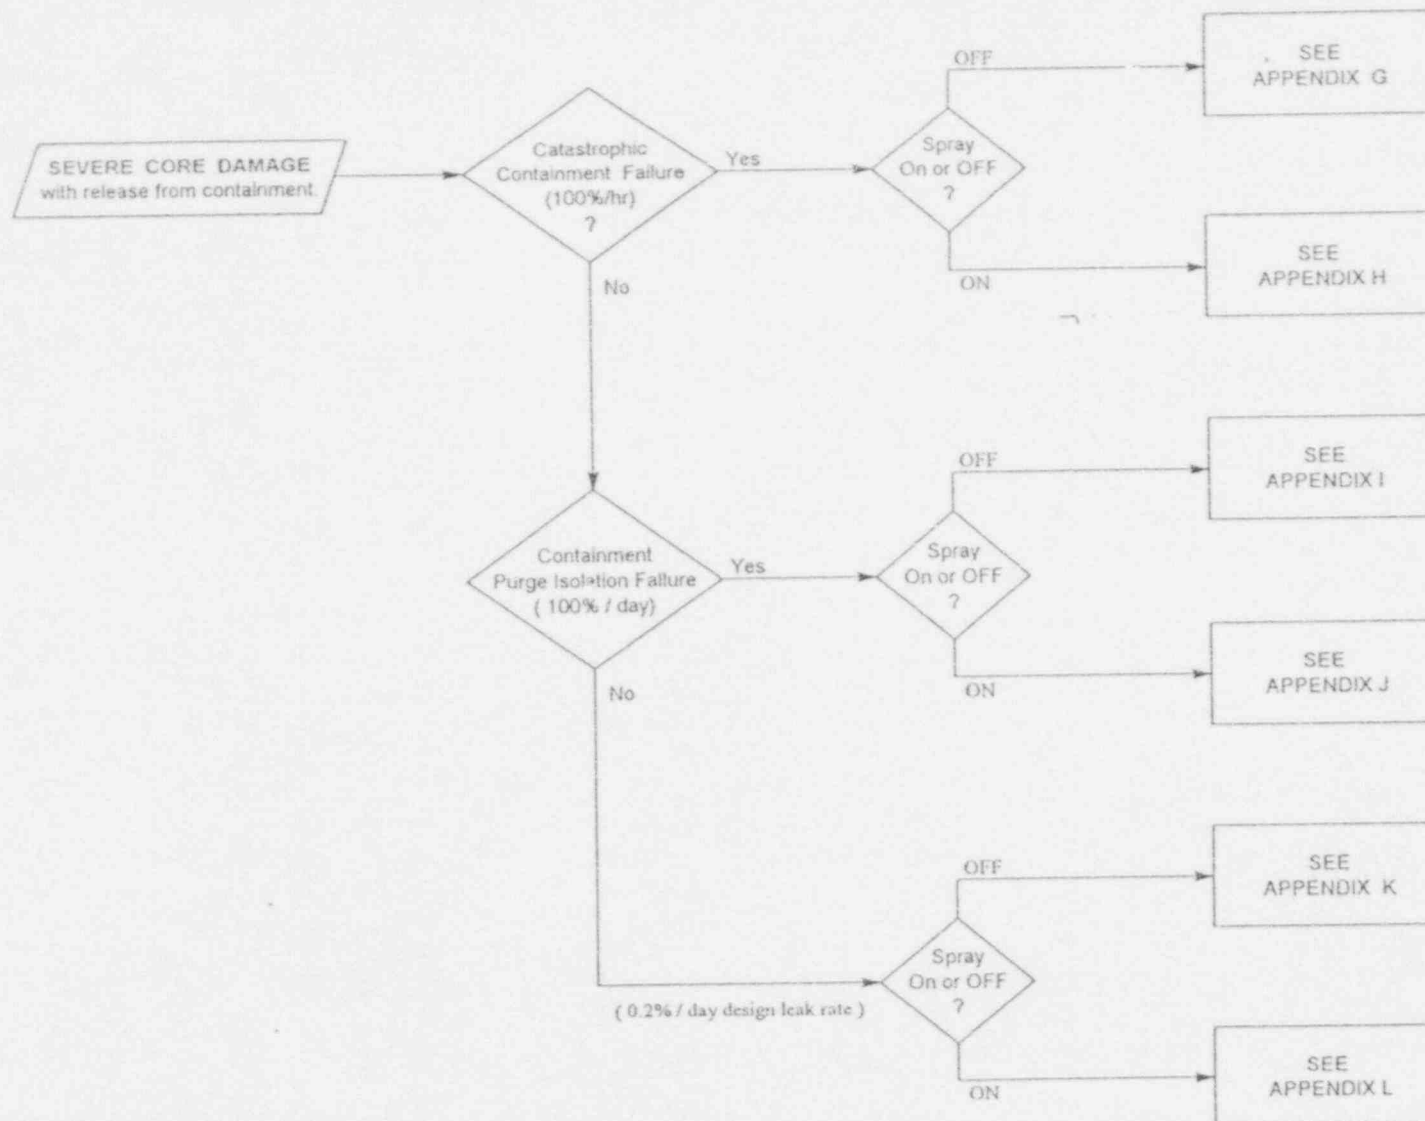 SEVERE CORE DAMAGE
with release from containment.
Catastrophic
Containment Failure
(100%/hr)
?
Yes
No
Spray
On or OFF
?
OFF
SEE
APPENDIX G
ON
SEE
APPENDIX H
Containment
Purge Isolation Failure
( 100% / day)
Yes
No
Spray
On or OFF
?
OFF
SEE
APPENDIX I
ON
SEE
APPENDIX J
( 0.2% / day design leak rate )
Spray
On or OFF
?
OFF
SEE
APPENDIX K
ON
SEE
APPENDIX L